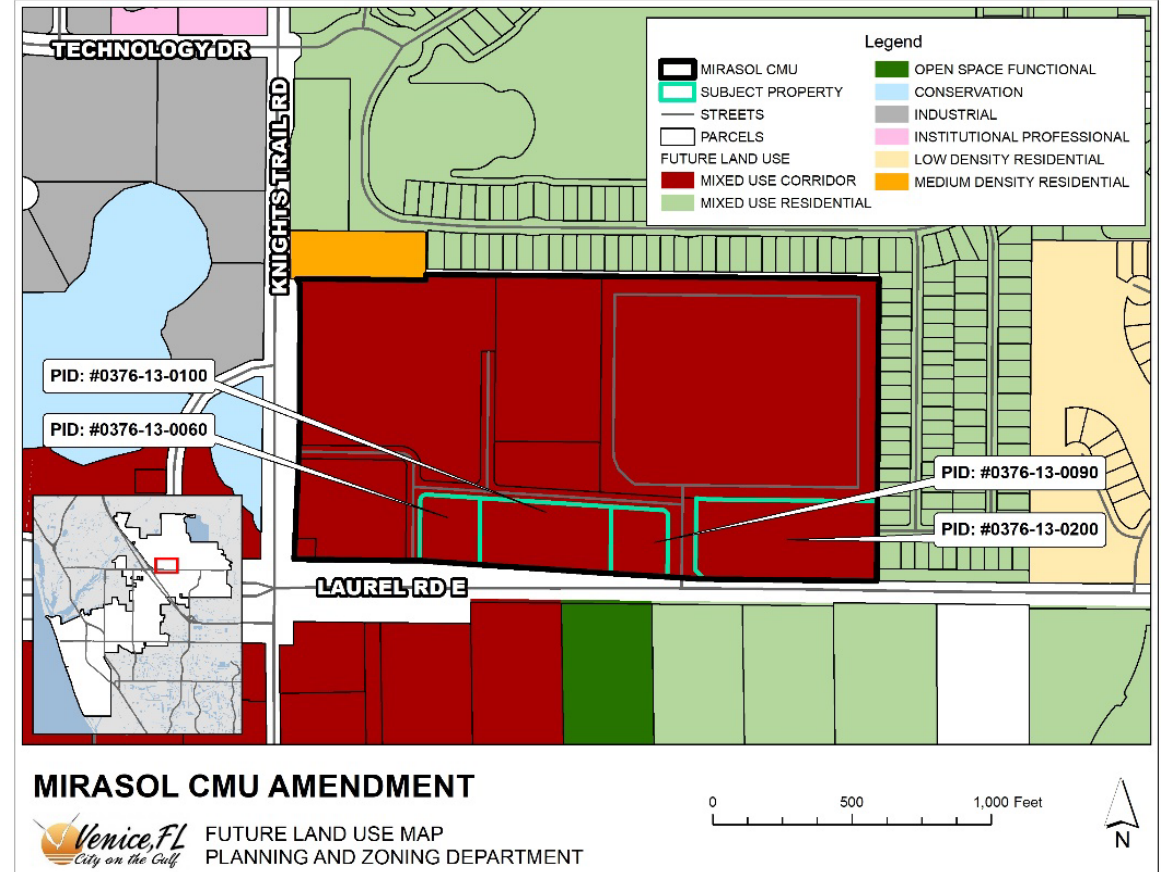 TECHNOLOGY DR
KNIGHTS TRAIL RD
Legend
MIRASOL CMU
SUBJECT PROPERTY
STREETS
PARCELS
FUTURE LAND USE
MIXED USE CORRIDOR
MIXED USE RESIDENTIAL
OPEN SPACE FUNCTIONAL
CONSERVATION
INDUSTRIAL
INSTITUTIONAL PROFESSIONAL
LOW DENSITY RESIDENTIAL
MEDIUM DENSITY RESIDENTIAL
PID: #0376-13-0100
PID: #0376-13-0060
PID: #0376-13-0090
PID: #0376-13-0200
LAUREL RD E
MIRASOL CMU AMENDMENT
Venice, FL
City on the Gulf
FUTURE LAND USE MAP
PLANNING AND ZONING DEPARTMENT
0 500 1,000 Feet
N